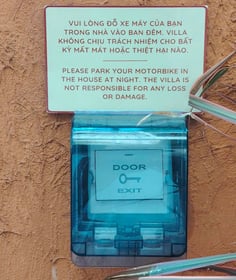 VUI LÒNG ĐỖ XE MÁY CỦA BẠN
TRONG NHÀ VÀO BAN ĐÊM. VILLA
KHÔNG CHỊU TRÁCH NHIỆM CHO BẤT
KỲ MẤT MÁT HOẶC THIỆT HẠI NÀO.
PLEASE PARK YOUR MOTORBIKE IN
THE HOUSE AT NIGHT. THE VILLA IS
NOT RESPONSIBLE FOR ANY LOSS
OR DAMAGE.
DOOR
EXIT